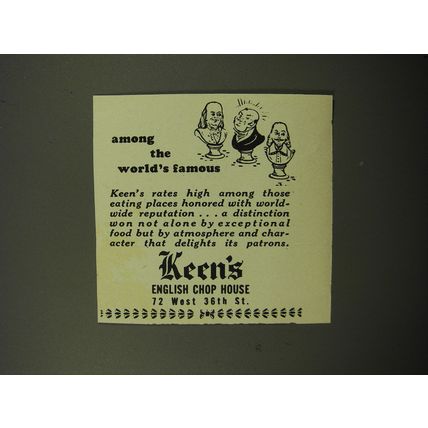 among
the
world's famous
Keen's rates high among those
eating places honored with world-
wide reputation . . . a distinction
won not alone by exceptional
food but by atmosphere and char-
acter that delights its patrons.
Keen's
ENGLISH CHOP HOUSE
72 West 36th St.